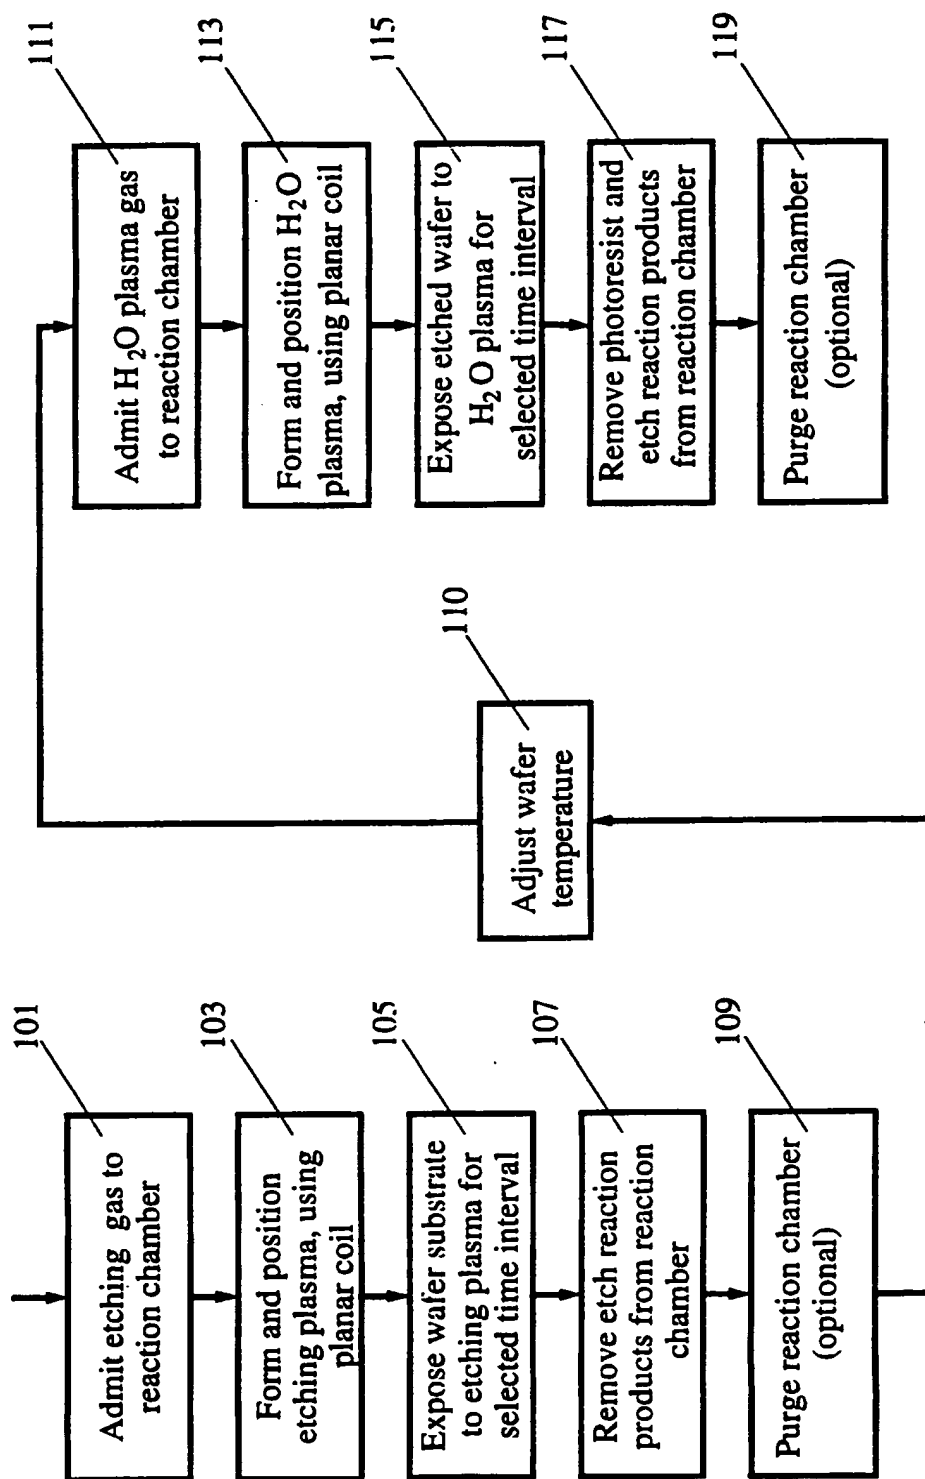 101
Admit etching gas to
reaction chamber
103
Form and position
etching plasma, using
planar coil
105
Expose wafer substrate
to etching plasma for
selected time interval
107
Remove etch reaction
products from reaction
chamber
109
Purge reaction chamber
(optional)
110
Adjust wafer
temperature
111
Admit H₂O plasma gas
to reaction chamber
113
Form and position H₂O
plasma, using planar coil
115
Expose etched wafer to
H₂O plasma for
selected time interval
117
Remove photoresist and
etch reaction products
from reaction chamber
119
Purge reaction chamber
(optional)